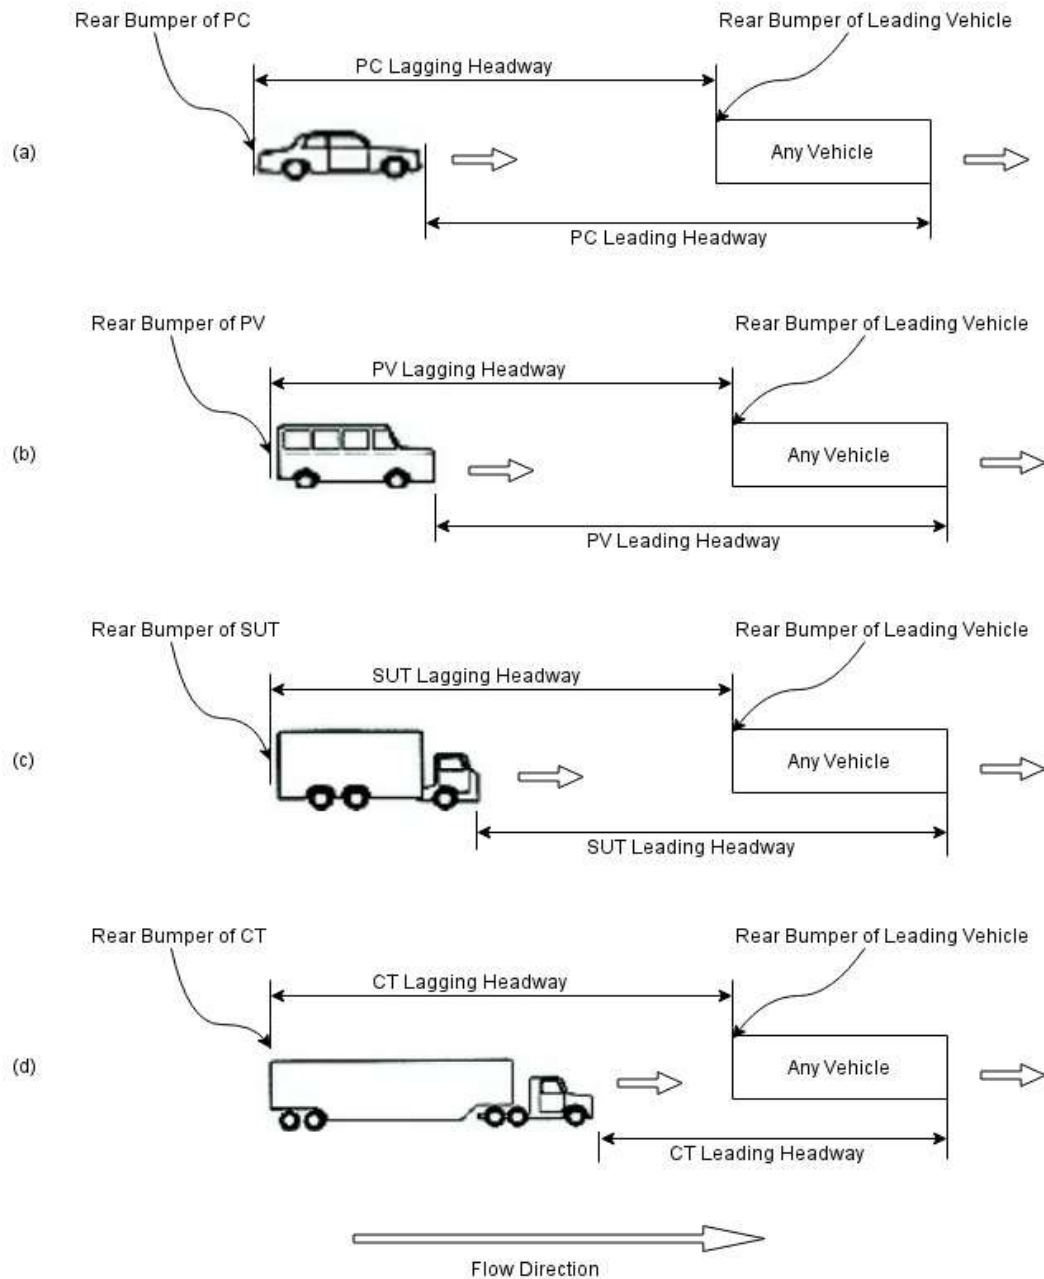 Rear Bumper of PC
Rear Bumper of Leading Vehicle
PC Lagging Headway
(a)
Any Vehicle
PC Leading Headway
Rear Bumper of PV
Rear Bumper of Leading Vehicle
PV Lagging Headway
(b)
Any Vehicle
PV Leading Headway
Rear Bumper of SUT
Rear Bumper of Leading Vehicle
SUT Lagging Headway
(c)
Any Vehicle
SUT Leading Headway
Rear Bumper of CT
Rear Bumper of Leading Vehicle
CT Lagging Headway
(d)
Any Vehicle
CT Leading Headway
Flow Direction